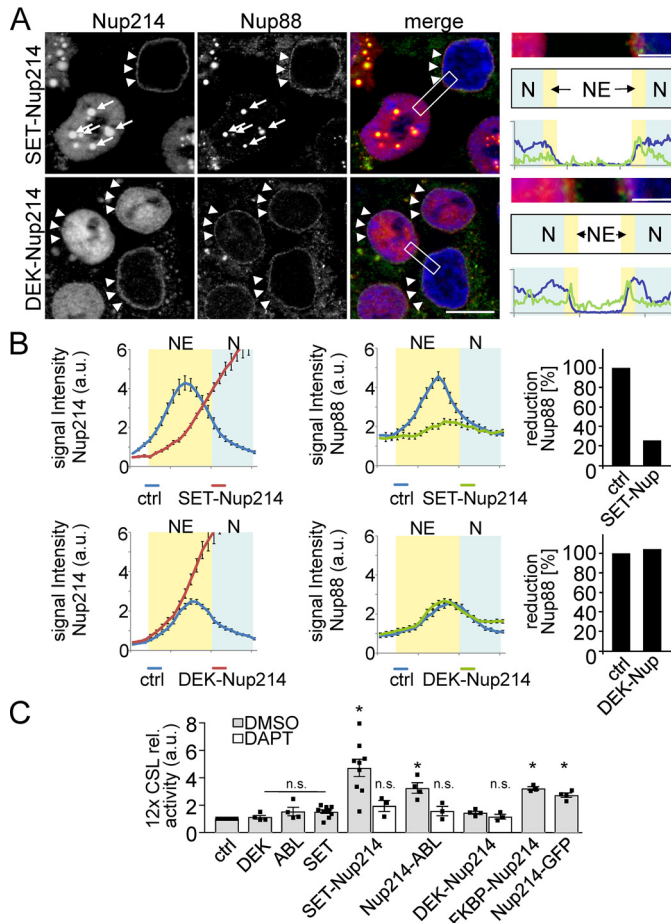 A
Nup214
Nup88
merge
SET-Nup214
N
NE
N
DEK-Nup214
N
NE
N
B
signal Intensity
Nup214 (a.u.)
6
4
2
0
NE
N
ctrl
SET-Nup214
signal Intensity
Nup88 (a.u.)
6
4
2
0
NE
N
ctrl
SET-Nup214
reduction
Nup88 [%]
100
80
60
40
20
ctrl
SET-Nup
signal Intensity
Nup214 (a.u.)
6
4
2
0
NE
N
ctrl
DEK-Nup214
signal Intensity
Nup88 (a.u.)
6
4
2
0
NE
N
ctrl
DEK-Nup214
reduction
Nup88 [%]
100
80
60
40
20
ctrl
DEK-Nup
C
12x CSL rel.
activity (a.u.)
8
6
4
2
0
DMSO
DAPT
n.s.
*
n.s.
*
n.s.
n.s.
*
*
ctrl
DEK
ABL
SET
SET-Nup214
Nup214-ABL
DEK-Nup214
FKBP-Nup214
Nup214-GFP